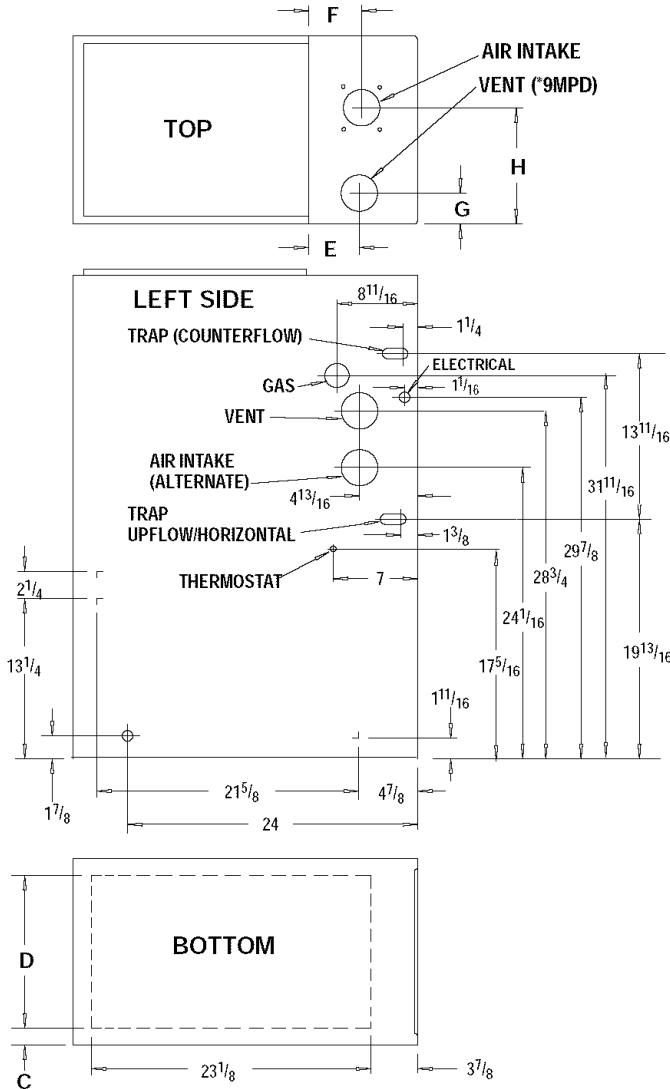 F
AIR INTAKE
VENT (*9MPD)
TOP
H
G
E
LEFT SIDE
8 11/16
TRAP (COUNTERFLOW)
1 1/4
ELECTRICAL
GAS
1 1/16
VENT
13 11/16
AIR INTAKE
(ALTERNATE)
31 11/16
4 13/16
TRAP
UPFLOW/HORIZONTAL
1 3/8
29 7/8
THERMOSTAT
7
28 3/4
2 1/4
24 1/16
19 13/16
13 1/4
17 5/16
1 11/16
21 5/8
4 7/8
1 7/8
24
D
BOTTOM
C
23 1/8
3 7/8